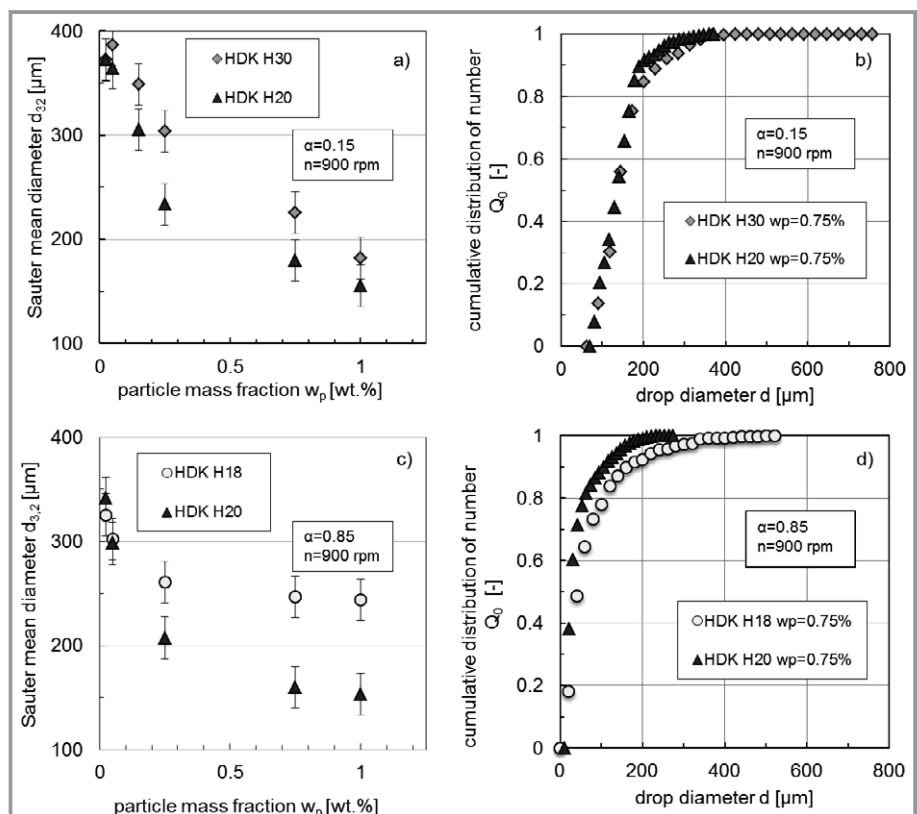 400
300
200
100
Sauter mean diameter d32 [µm]
HDK H30
HDK H20
a)
α=0.15
n=900 rpm
0
0.5
1
particle mass fraction wp [wt.%]
1
0.8
0.6
0.4
0.2
0
cumulative distribution of number
Q0 [-]
b)
α=0.15
n=900 rpm
HDK H30 wp=0.75%
HDK H20 wp=0.75%
0
200
400
600
800
drop diameter d [µm]
400
300
200
100
Sauter mean diameter d3,2 [µm]
HDK H18
HDK H20
c)
α=0.85
n=900 rpm
0
0.5
1
particle mass fraction wp [wt.%]
1
0.8
0.6
0.4
0.2
0
cumulative distribution of number
Q0 [-]
d)
α=0.85
n=900 rpm
HDK H18 wp=0.75%
HDK H20 wp=0.75%
0
200
400
600
800
drop diameter d [µm]